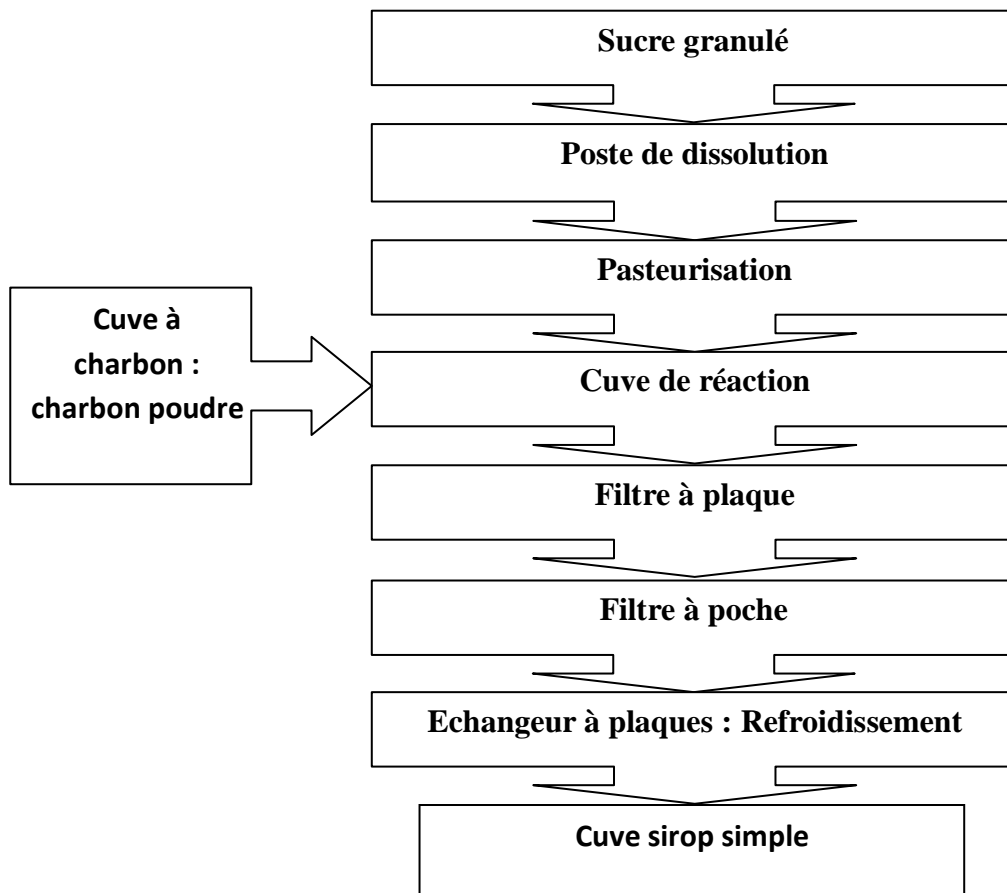 Sucre granulé
Poste de dissolution
Pasteurisation
Cuve à
charbon :
charbon poudre
Cuve de réaction
Filtre à plaque
Filtre à poche
Echangeur à plaques : Refroidissement
Cuve sirop simple